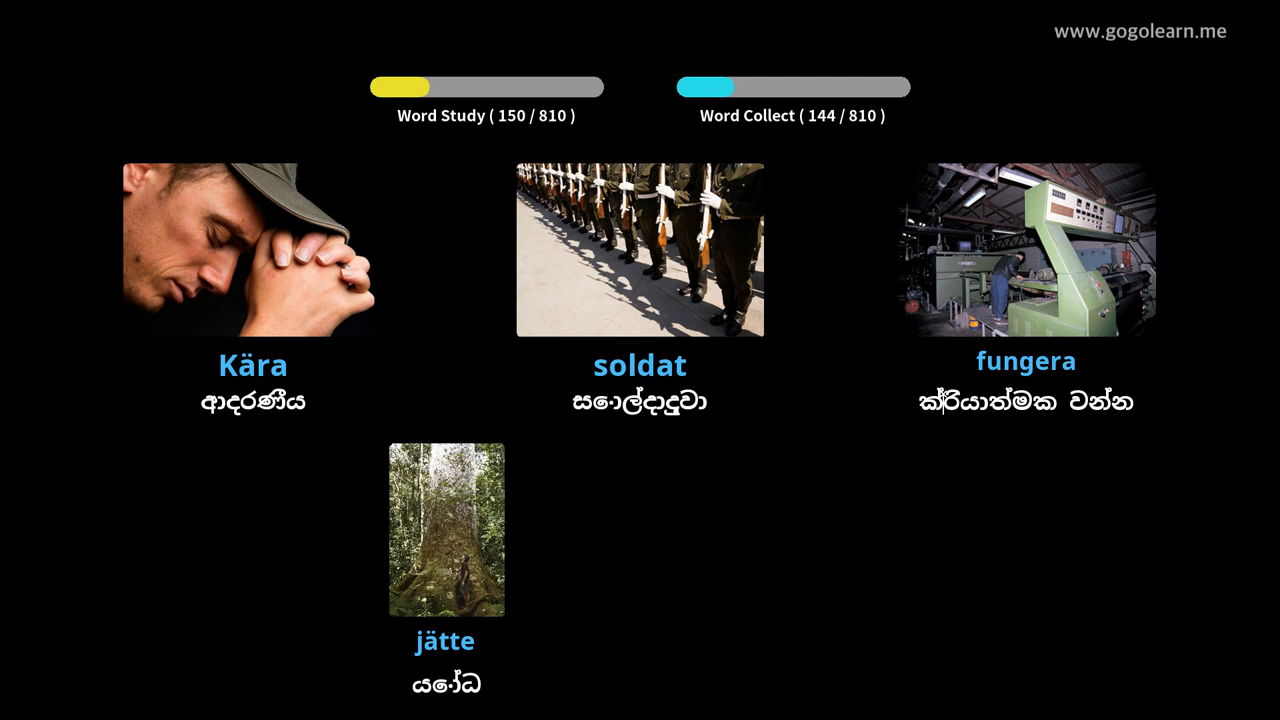 www.gogolearn.me
Word Study ( 150 / 810 )
Word Collect ( 144 / 810 )
Kära
ආදරණීය
soldat
සොල්දාදුවා
fungera
ක්‍රියාත්මක වන්න
jätte
යෝධ